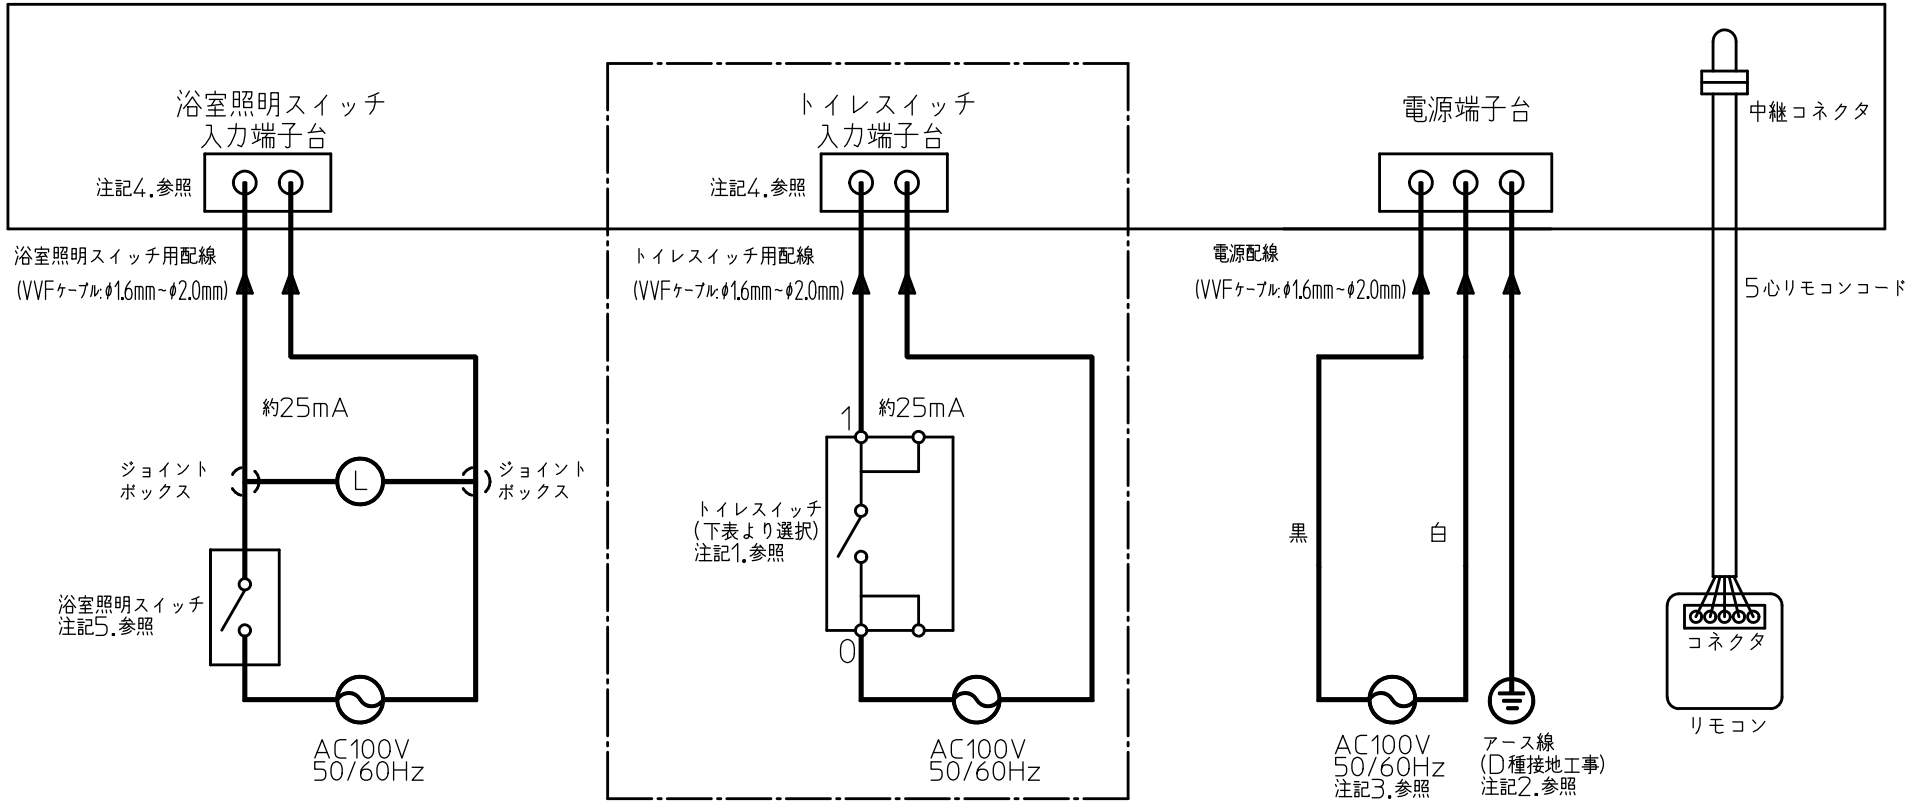 浴室照明スイッチ
入力端子台
注記4.参照
浴室照明スイッチ用配線
(VVFケーブル:φ1.6mm~φ2.0mm)
約25mA
ジョイント
ボックス
L
ジョイント
ボックス
浴室照明スイッチ
注記5.参照
AC100V
50/60Hz
トイレスイッチ
入力端子台
注記4.参照
トイレスイッチ用配線
(VVFケーブル:φ1.6mm~φ2.0mm)
1
約25mA
トイレスイッチ
(下表より選択)
注記1.参照
0
AC100V
50/60Hz
電源端子台
電源配線
(VVFケーブル:φ1.6mm~φ2.0mm)
黒
白
AC100V
50/60Hz
注記3.参照
アース線
(D種接地工事)
注記2.参照
中継コネクタ
5心リモコンコード
コネクタ
リモコン